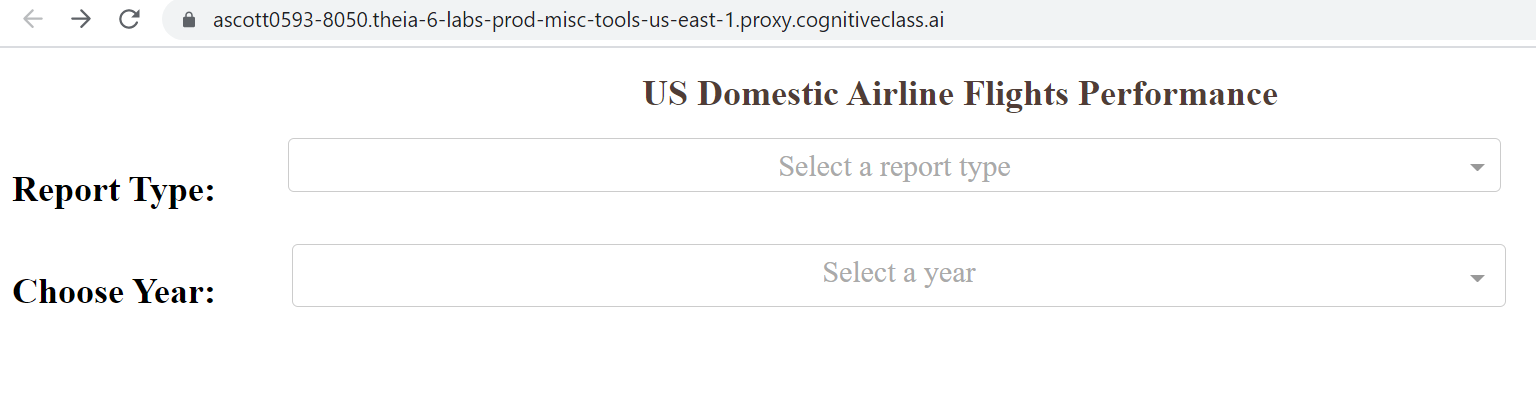 ascott0593-8050.theia-6-labs-prod-misc-tools-us-east-1.proxy.cognitiveclass.ai
US Domestic Airline Flights Performance
Report Type:
Select a report type
Choose Year:
Select a year